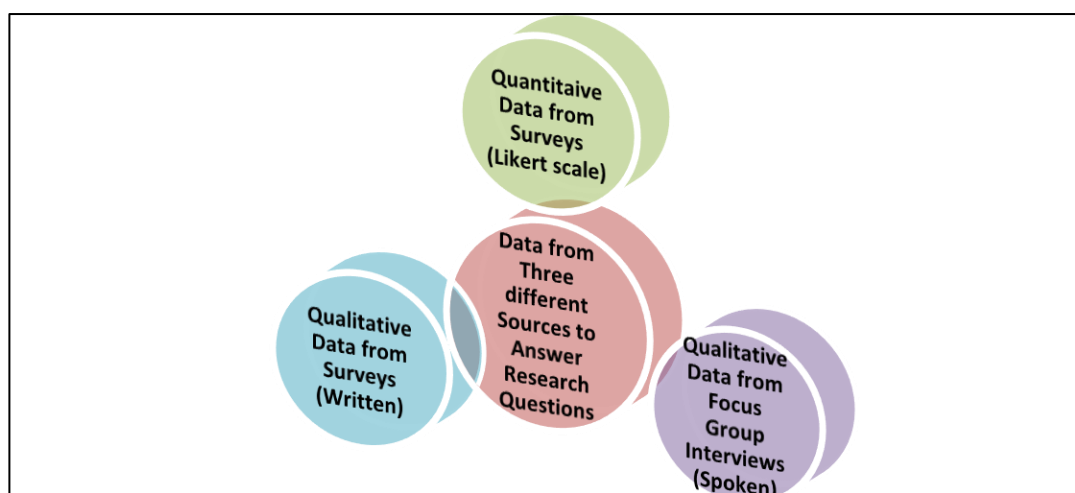 Quantitaive
Data from
Surveys
(Likert scale)
Data from
Three
different
Sources to
Answer
Research
Questions
Qualitative
Data from
Surveys
(Written)
Qualitative
Data from
Focus
Group
Interviews
(Spoken)